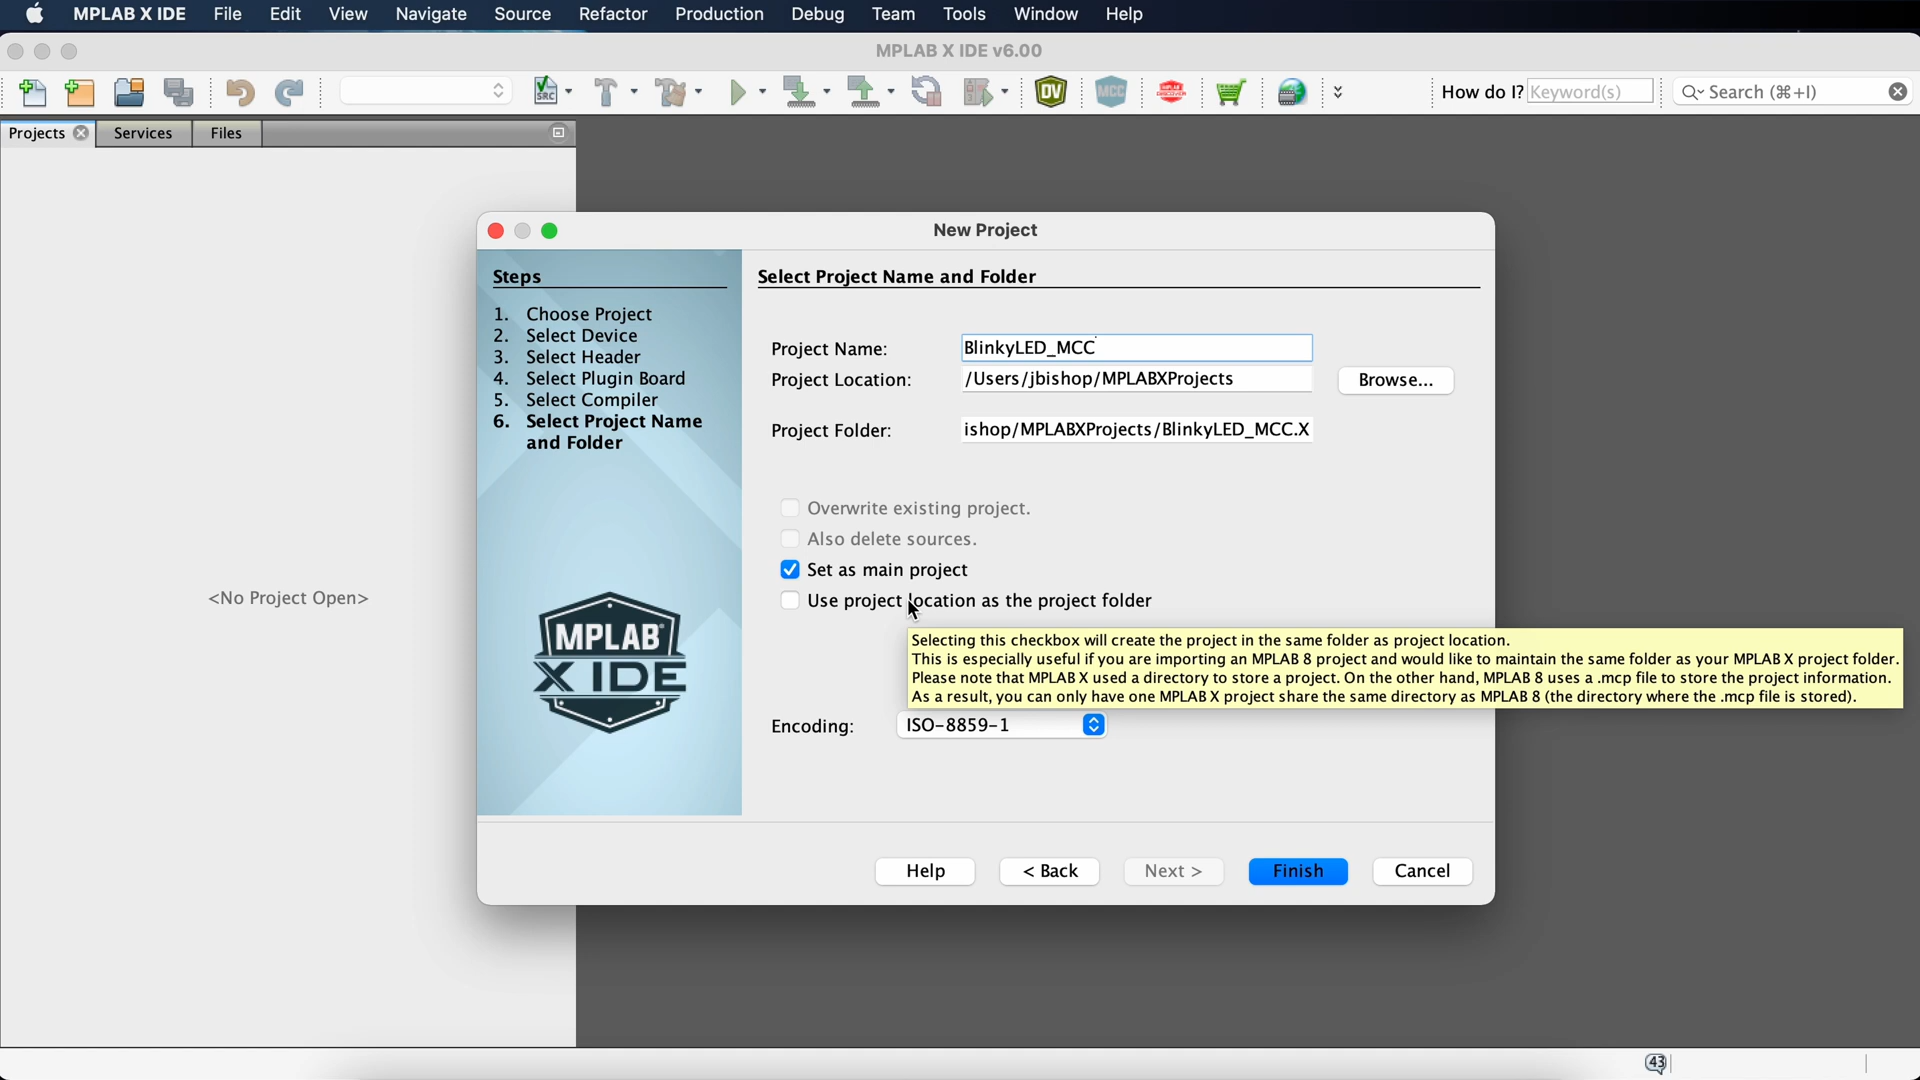 MPLAB X IDE File Edit View Navigate Source Refactor Production Debug Team Tools Window Help
MPLAB X IDE v6.00
SRC DV MCC MPLAB DISCOVER How do I? Keyword(s) Search (⌘+I)
Projects Services Files
<No Project Open>
New Project
Steps
1. Choose Project
2. Select Device
3. Select Header
4. Select Plugin Board
5. Select Compiler
6. Select Project Name
and Folder
MPLAB®
X IDE
Select Project Name and Folder
Project Name: BlinkyLED_MCC
Project Location: /Users/jbishop/MPLABXProjects Browse...
Project Folder: ishop/MPLABXProjects/BlinkyLED_MCC.X
Overwrite existing project.
Also delete sources.
Set as main project
Use project location as the project folder
Selecting this checkbox will create the project in the same folder as project location.
This is especially useful if you are importing an MPLAB 8 project and would like to maintain the same folder as your MPLAB X project folder.
Please note that MPLAB X used a directory to store a project. On the other hand, MPLAB 8 uses a .mcp file to store the project information.
As a result, you can only have one MPLAB X project share the same directory as MPLAB 8 (the directory where the .mcp file is stored).
Encoding: ISO-8859-1
Help < Back Next > Finish Cancel
43